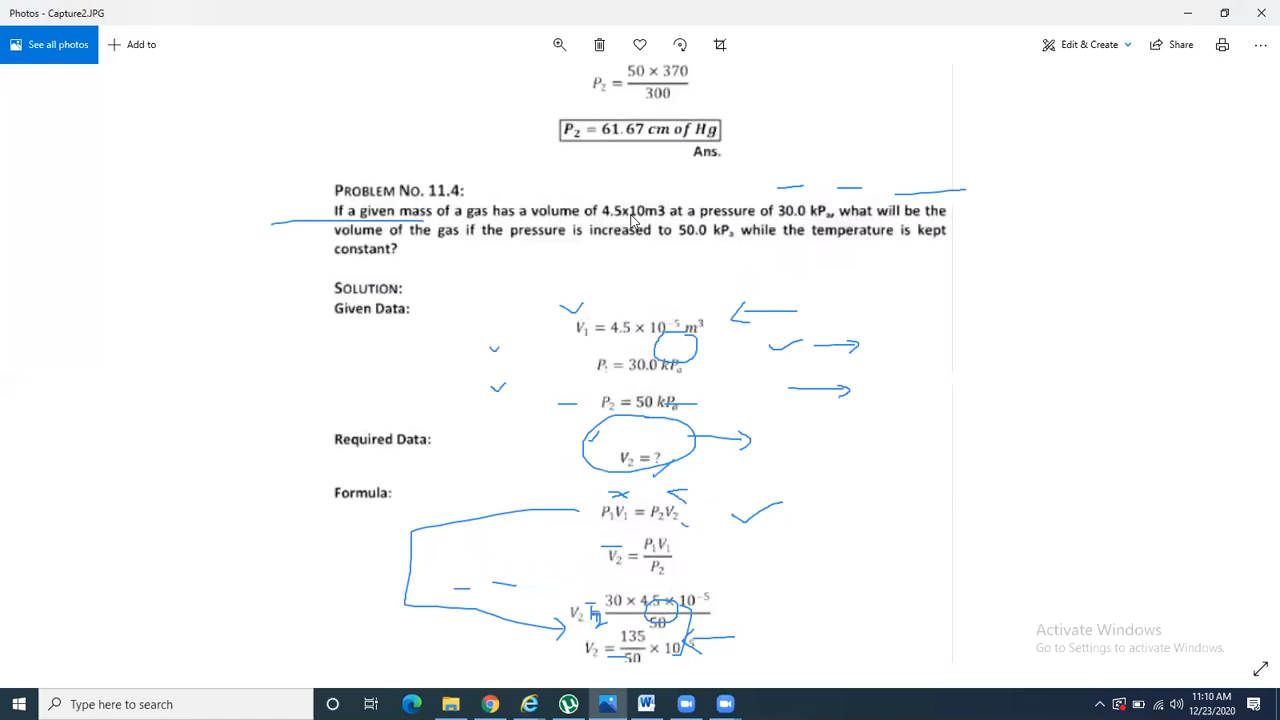 Photos - Capture2.JPG
See all photos
Add to
Edit & Create
Share
P₂ = 50 × 370 / 300
P₂ = 61.67 cm of Hg
Ans.
PROBLEM NO. 11.4:
If a given mass of a gas has a volume of 4.5x10m3 at a pressure of 30.0 kPₐ, what will be the
volume of the gas if the pressure is increased to 50.0 kPₐ while the temperature is kept
constant?
SOLUTION:
Given Data:
V₁ = 4.5 × 10⁻⁵ m³
P₁ = 30.0 kPₐ
P₂ = 50 kPₐ
Required Data:
V₂ = ?
Formula:
P₁V₁ = P₂V₂
V₂ = P₁V₁ / P₂
V₂ = 30 × 4.5 × 10⁻⁵ / 50
V₂ = 135 / 50 × 10⁻⁵
Activate Windows
Go to Settings to activate Windows.
Type here to search
11:10 AM
12/23/2020